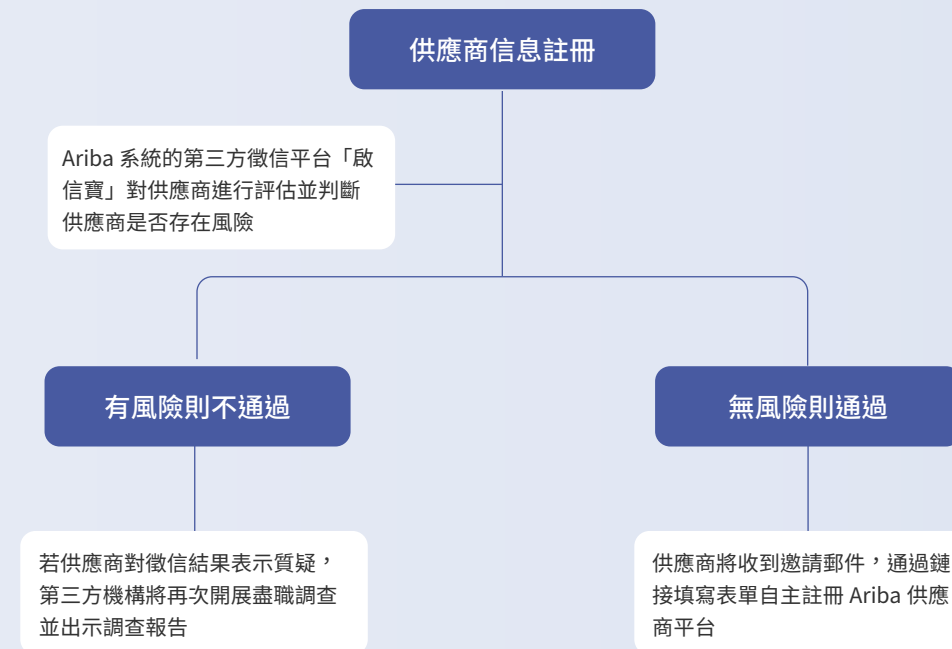 供應商信息註冊
Ariba 系統的第三方徵信平台「啟
信寶」對供應商進行評估並判斷
供應商是否存在風險
有風險則不通過
無風險則通過
若供應商對徵信結果表示質疑，
第三方機構將再次開展盡職調查
並出示調查報告
供應商將收到邀請郵件，通過鏈
接填寫表單自主註冊 Ariba 供應
商平台